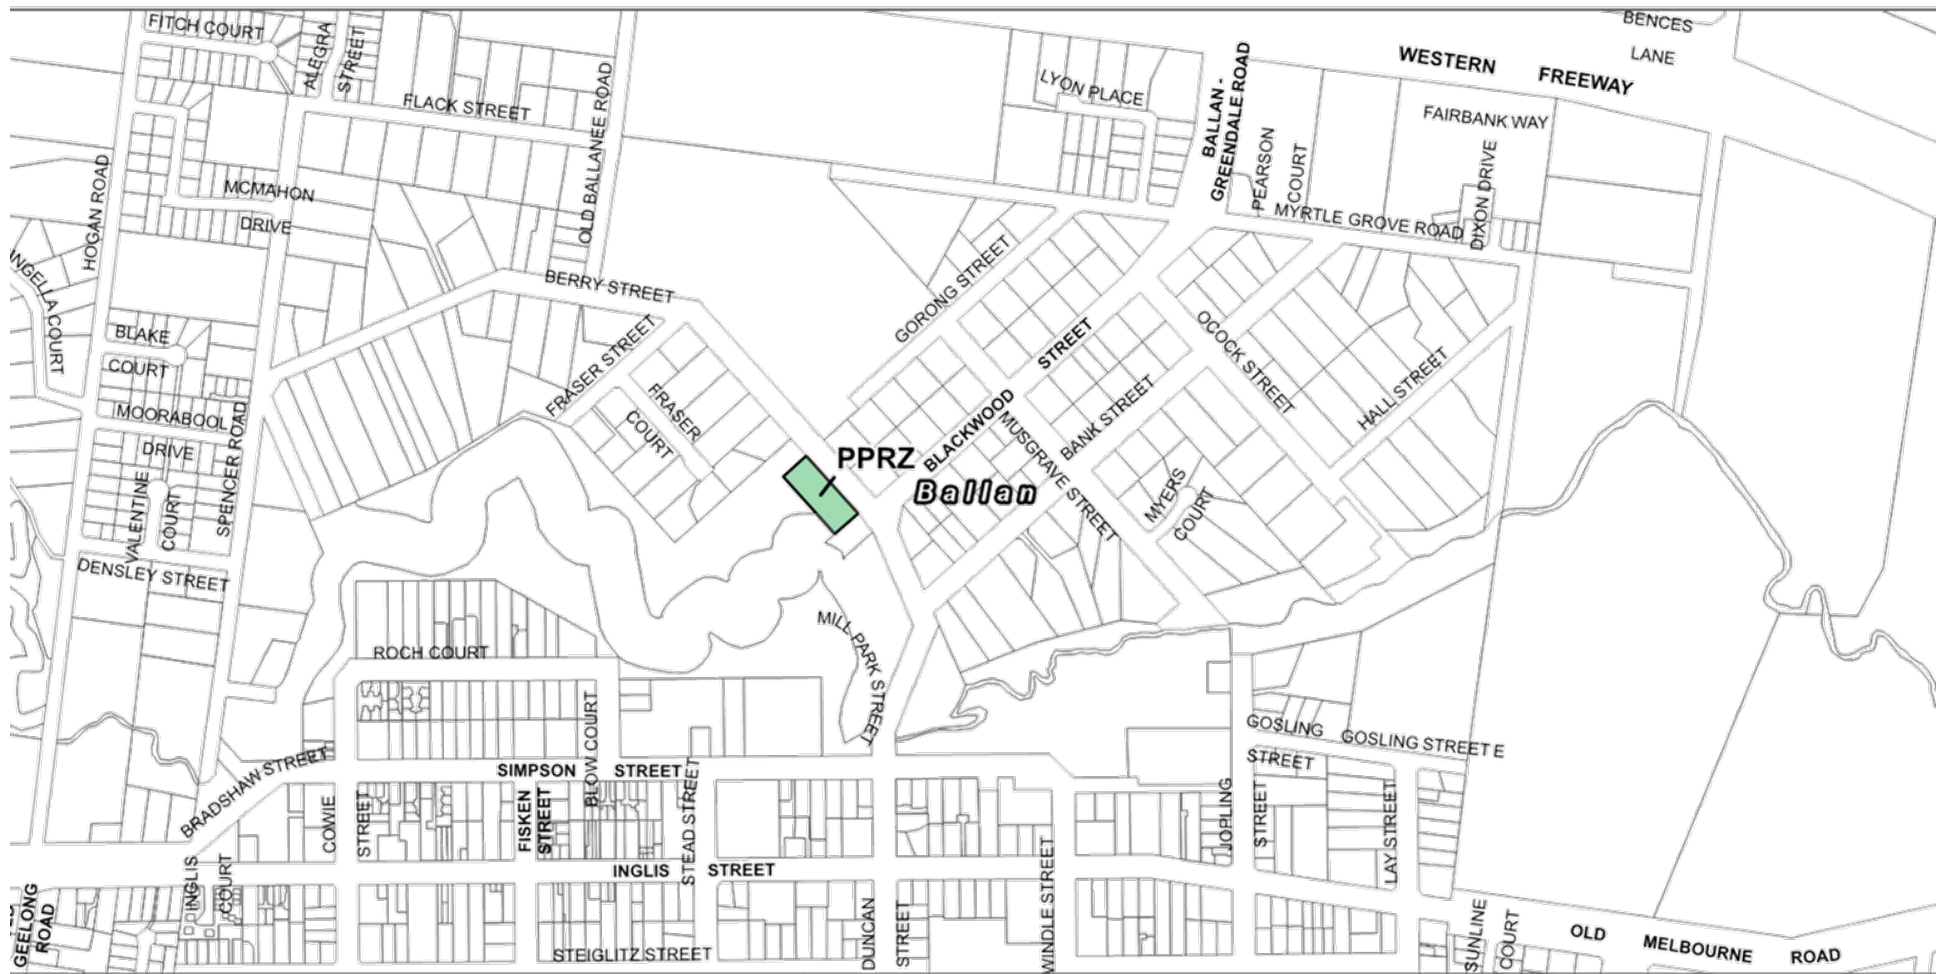 FITCH COURT
ALEGRA
STREET
BENCES
LANE
WESTERN FREEWAY
LYON PLACE
BALLAN -
GREENDALE ROAD
FLACK STREET
OLD BALLANEE ROAD
FAIRBANK WAY
PEARSON
COURT
DIXON DRIVE
HOGAN ROAD
MCMAHON
DRIVE
MYRTLE GROVE ROAD
INGELLA COURT
BERRY STREET
GORONG STREET
BLAKE
COURT
FRASER STREET
STREET
OCOCK STREET
HALL STREET
MOORABOOL
DRIVE
SPENCER ROAD
FRASER
COURT
BLACKWOOD
MUSGRAVE STREET
BANK STREET
PPRZ
Ballan
VALENTINE
COURT
MYERS
COURT
DENSLEY STREET
MILL PARK STREET
ROCH COURT
GOSLING
STREET
GOSLING STREET E
BRADSHAW STREET
SIMPSON STREET
BLOW COURT
STEAD STREET
COWIE
STREET
FISKEN
STREET
JOPLING
STREET
LAY STREET
INGLIS
COURT
INGLIS STREET
WINDLE STREET
GEELONG
ROAD
STEIGLITZ STREET
DUNCAN
STREET
SUNLINE
COURT
OLD MELBOURNE ROAD